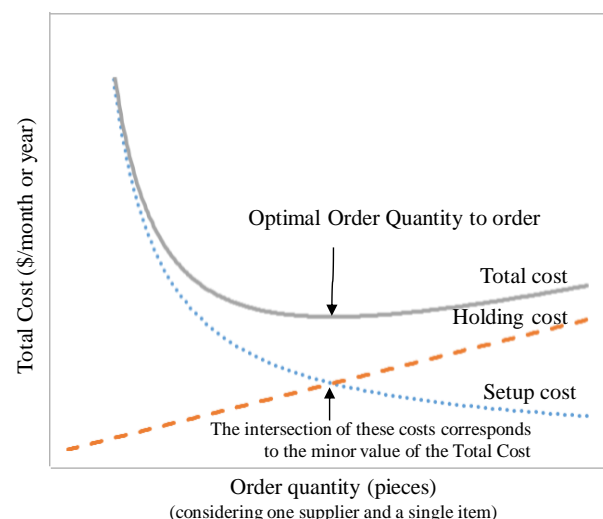 Total Cost ($/month or year)
Optimal Order Quantity to order
Total cost
Holding cost
Setup cost
The intersection of these costs corresponds
to the minor value of the Total Cost
Order quantity (pieces)
(considering one supplier and a single item)